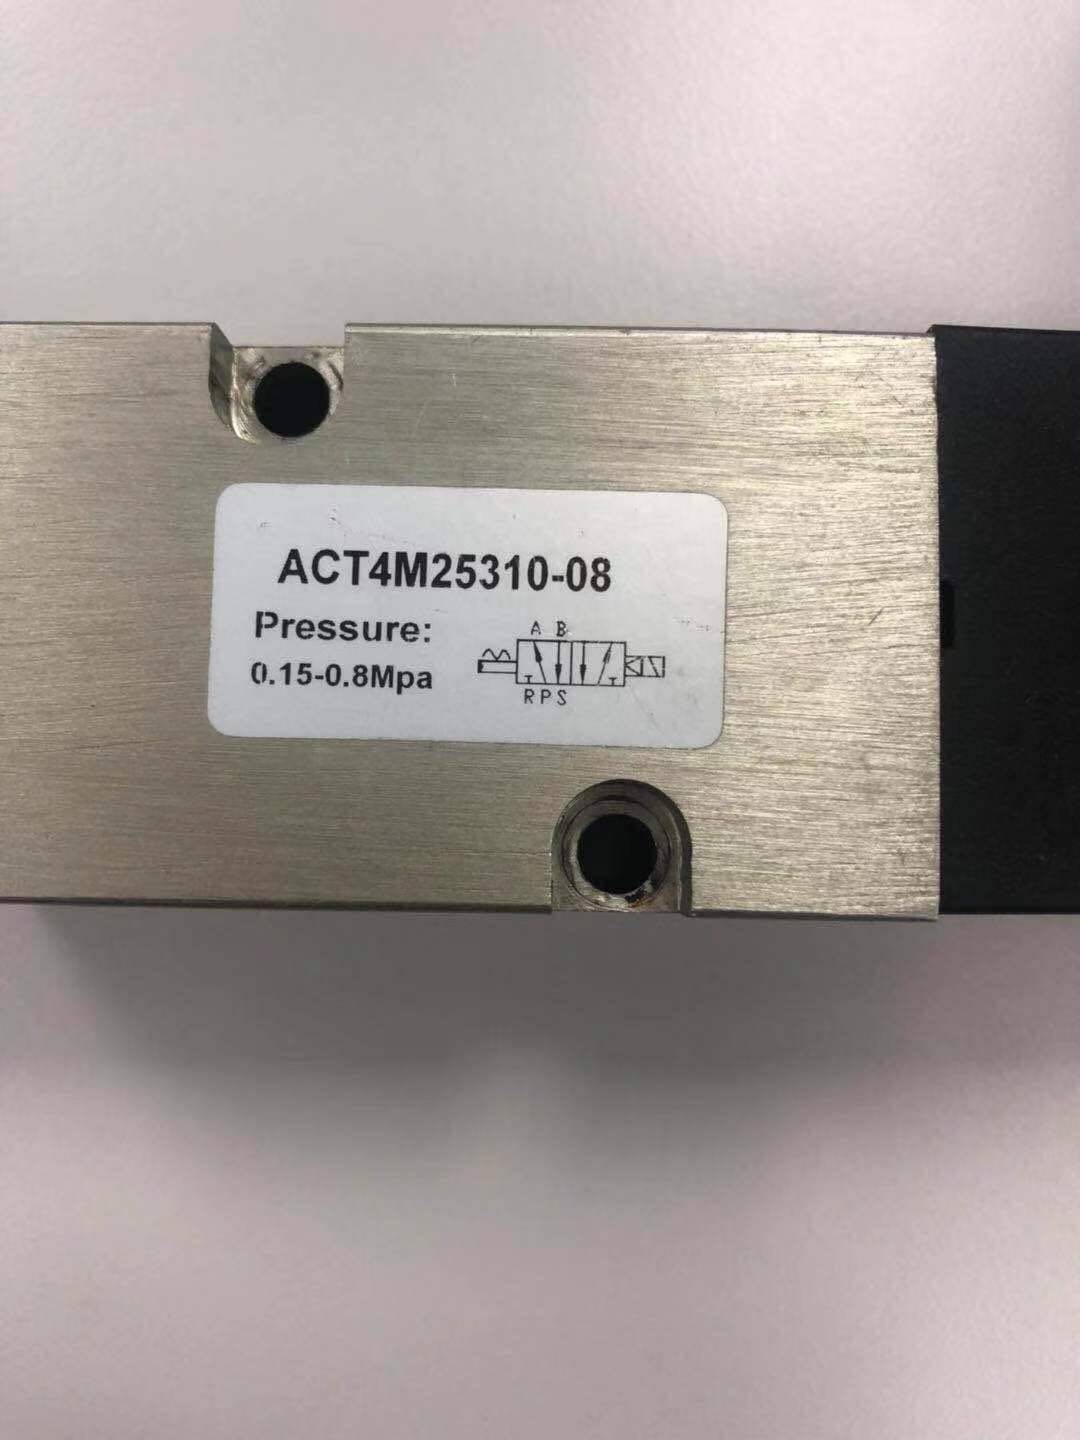 ACT4M25310-08
Pressure:
0.15-0.8Mpa
A B
R P S